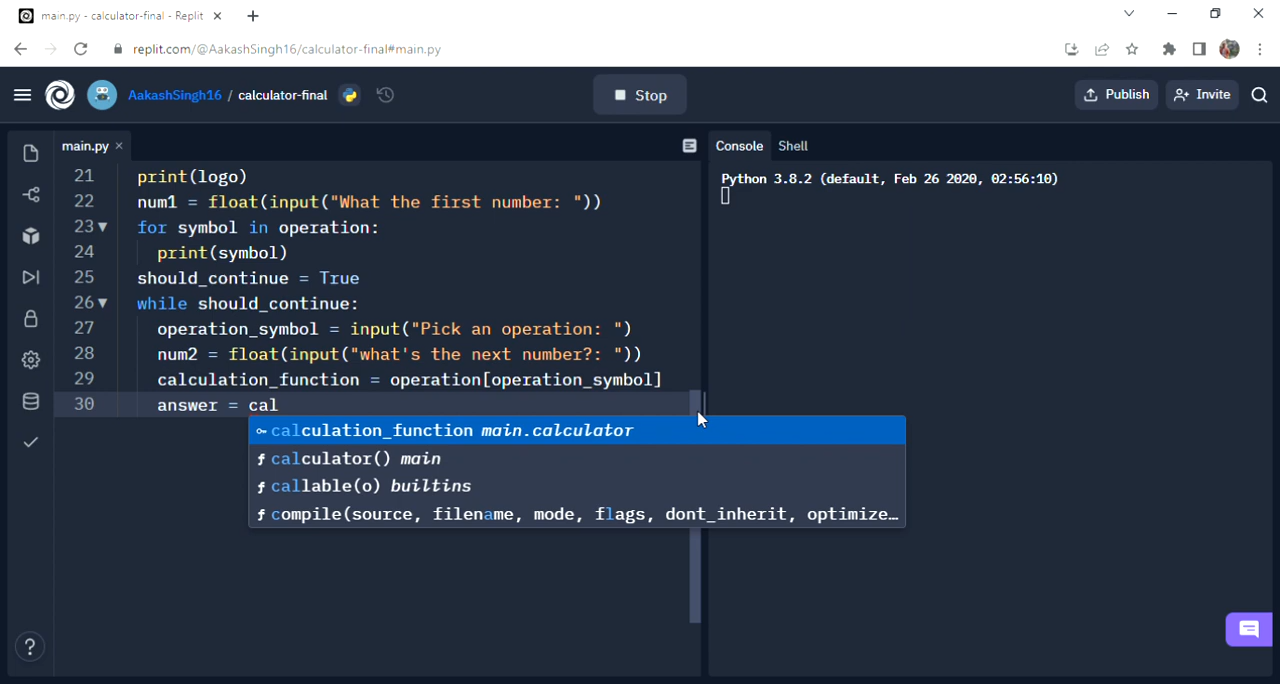 main.py - calculator-final - Replit
replit.com/@AakashSingh16/calculator-final#main.py
AakashSingh16 / calculator-final
Stop
Publish
Invite
main.py
Console
Shell
21 print(logo)
22 num1 = float(input("What the first number: "))
23 for symbol in operation:
24 print(symbol)
25 should_continue = True
26 while should_continue:
27 operation_symbol = input("Pick an operation: ")
28 num2 = float(input("what's the next number?: "))
29 calculation_function = operation[operation_symbol]
30 answer = cal
calculation_function main.calculator
f calculator() main
f callable(o) builtins
f compile(source, filename, mode, flags, dont_inherit, optimize…
Python 3.8.2 (default, Feb 26 2020, 02:56:10)
?